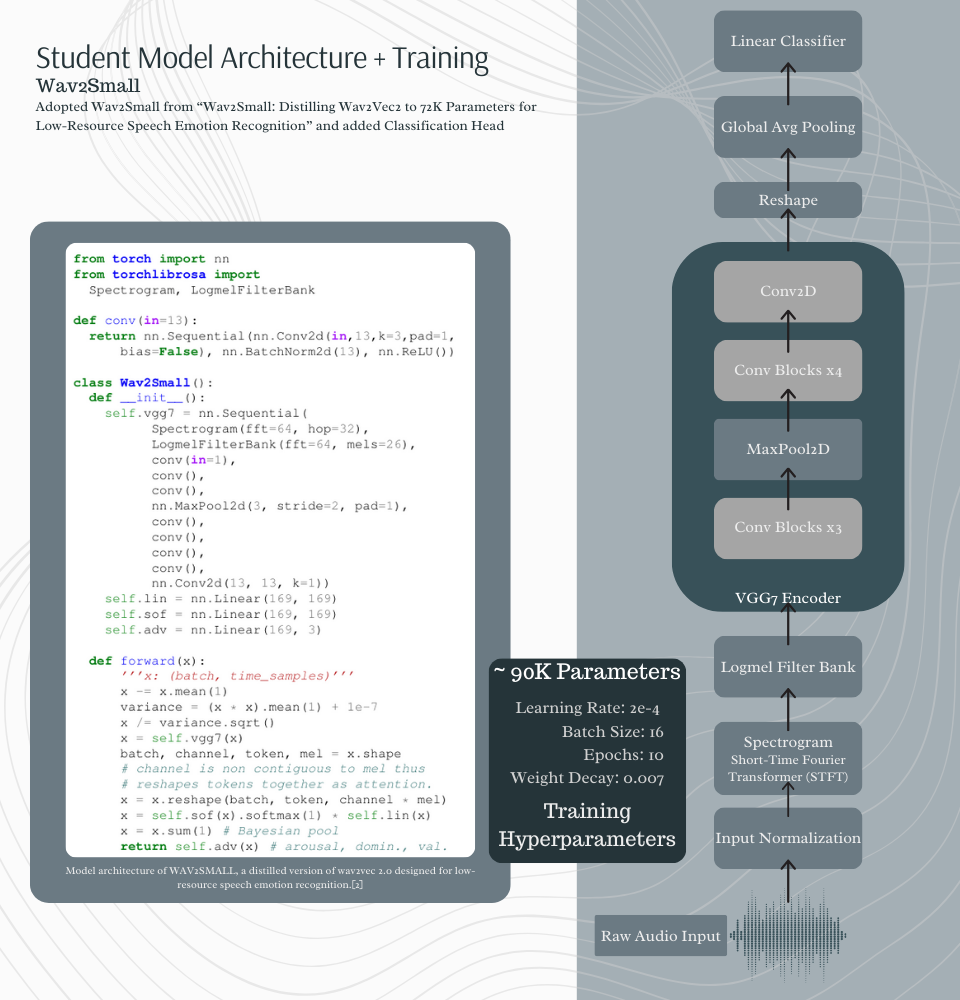 Student Model Architecture + Training
Wav2Small
Adopted Wav2Small from “Wav2Small: Distilling Wav2Vec2 to 72K Parameters for
Low-Resource Speech Emotion Recognition” and added Classification Head
from torch import nn
from torchlibrosa import
  Spectrogram, LogmelFilterBank
def conv(in=13):
  return nn.Sequential(nn.Conv2d(in,13,k=3,pad=1,
      bias=False), nn.BatchNorm2d(13), nn.ReLU())
class Wav2Small():
  def __init__():
    self.vgg7 = nn.Sequential(
          Spectrogram(fft=64, hop=32),
          LogmelFilterBank(fft=64, mels=26),
          conv(in=1),
          conv(),
          conv(),
          nn.MaxPool2d(3, stride=2, pad=1),
          conv(),
          conv(),
          conv(),
          conv(),
          nn.Conv2d(13, 13, k=1))
    self.lin = nn.Linear(169, 169)
    self.sof = nn.Linear(169, 169)
    self.adv = nn.Linear(169, 3)
  def forward(x):
      '''x: (batch, time_samples)'''
      x -= x.mean(1)
      variance = (x * x).mean(1) + 1e-7
      x /= variance.sqrt()
      x = self.vgg7(x)
      batch, channel, token, mel = x.shape
      # channel is non contiguous to mel thus
      # reshapes tokens together as attention.
      x = x.reshape(batch, token, channel * mel)
      x = self.sof(x).softmax(1) * self.lin(x)
      x = x.sum(1) # Bayesian pool
      return self.adv(x) # arousal, domin., val.
Model architecture of WAV2SMALL, a distilled version of wav2vec 2.0 designed for low-
resource speech emotion recognition.[2]
~ 90K Parameters
Learning Rate: 2e-4
Batch Size: 16
Epochs: 10
Weight Decay: 0.007
Training
Hyperparameters
Linear Classifier
Global Avg Pooling
Reshape
Conv2D
Conv Blocks x4
MaxPool2D
Conv Blocks x3
VGG7 Encoder
Logmel Filter Bank
Spectrogram
Short-Time Fourier
Transformer (STFT)
Input Normalization
Raw Audio Input